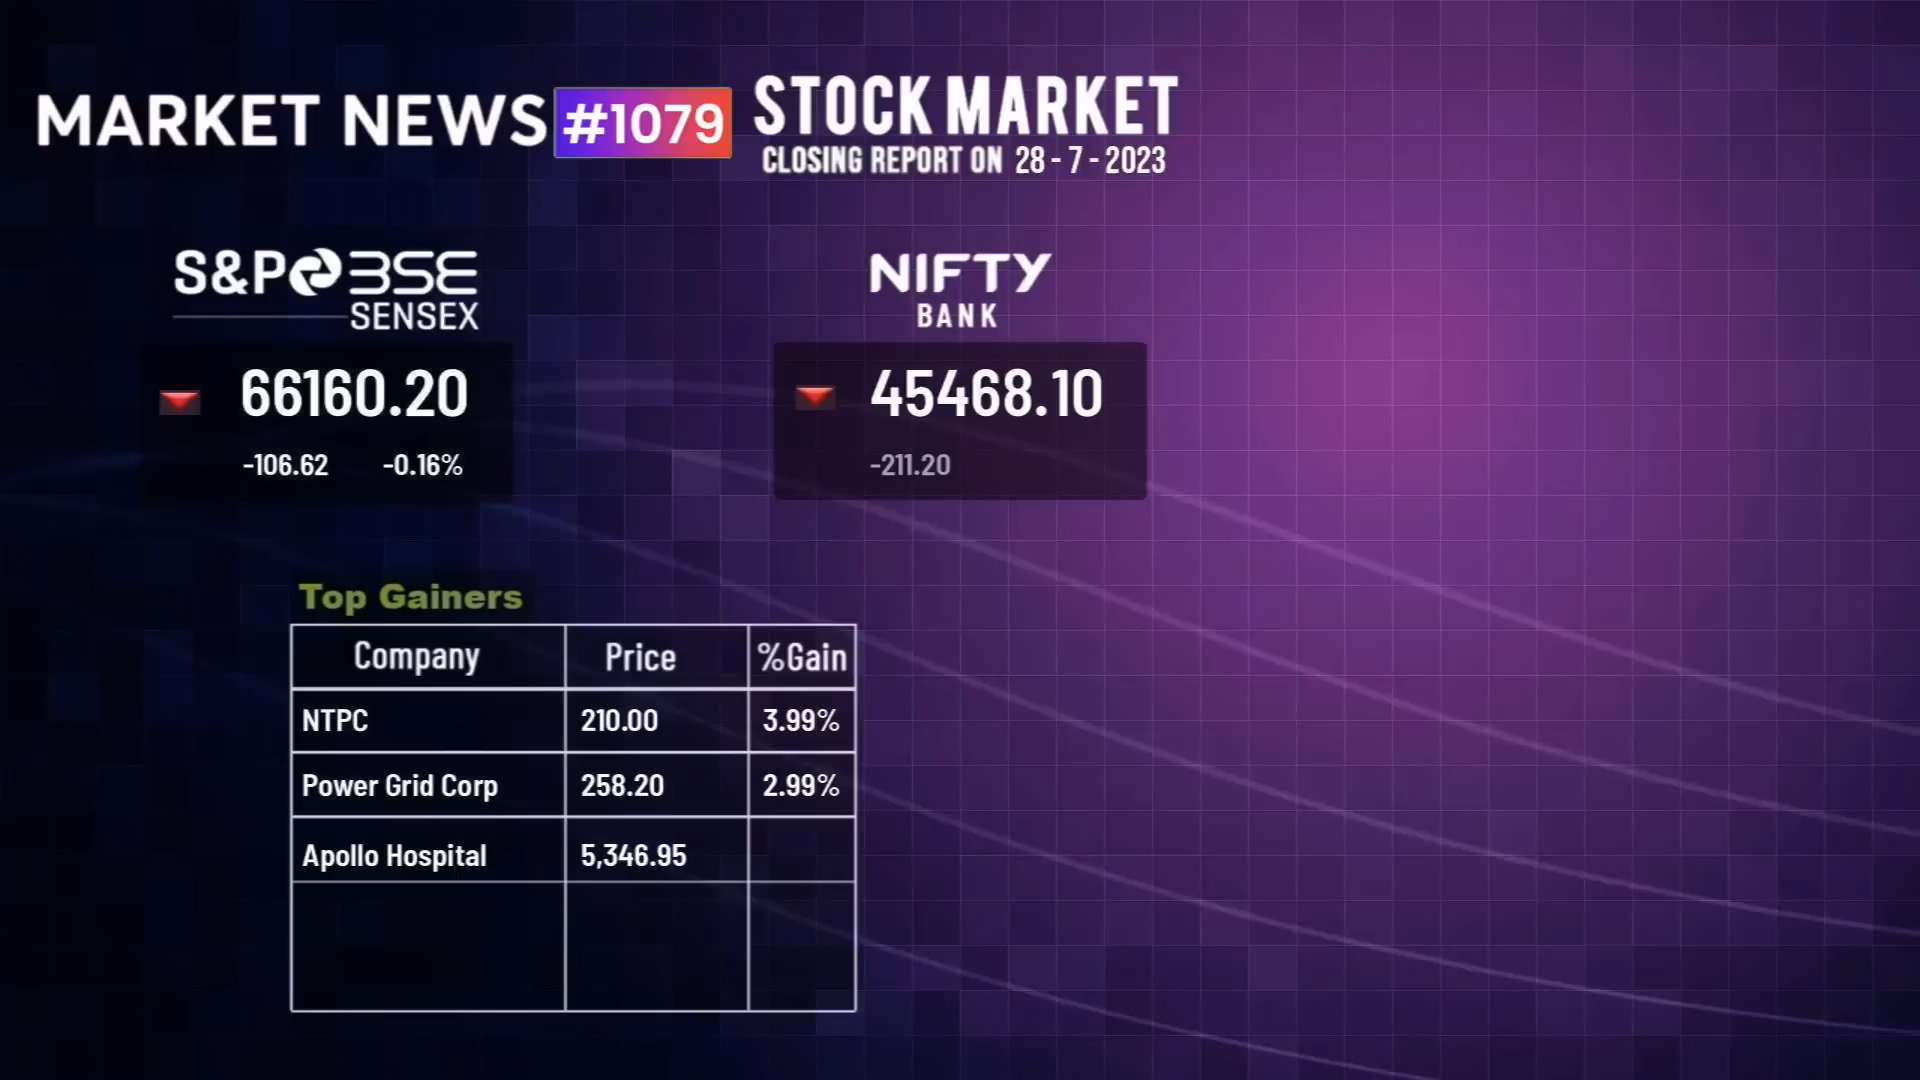 MARKET NEWS #1079
STOCK MARKET
CLOSING REPORT ON 28 - 7 - 2023
S&P BSE
SENSEX
66160.20
-106.62 -0.16%
NIFTY
BANK
45468.10
-211.20
Top Gainers
Company Price %Gain
NTPC 210.00 3.99%
Power Grid Corp 258.20 2.99%
Apollo Hospital 5,346.95